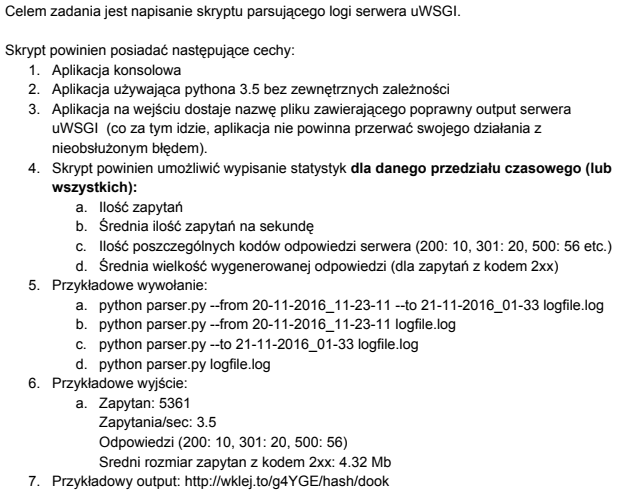 Celem zadania jest napisanie skryptu parsującego logi serwera uWSGI.
Skrypt powinien posiadać następujące cechy:
1. Aplikacja konsolowa
2. Aplikacja używająca pythona 3.5 bez zewnętrznych zależności
3. Aplikacja na wejściu dostaje nazwę pliku zawierającego poprawny output serwera
uWSGI (co za tym idzie, aplikacja nie powinna przerwać swojego działania z
nieobsłużonym błędem).
4. Skrypt powinien umożliwić wypisanie statystyk dla danego przedziału czasowego (lub
wszystkich):
a. Ilość zapytań
b. Średnia ilość zapytań na sekundę
c. Ilość poszczególnych kodów odpowiedzi serwera (200: 10, 301: 20, 500: 56 etc.)
d. Średnia wielkość wygenerowanej odpowiedzi (dla zapytań z kodem 2xx)
5. Przykładowe wywołanie:
a. python parser.py --from 20-11-2016_11-23-11 --to 21-11-2016_01-33 logfile.log
b. python parser.py --from 20-11-2016_11-23-11 logfile.log
c. python parser.py --to 21-11-2016_01-33 logfile.log
d. python parser.py logfile.log
6. Przykładowe wyjście:
a. Zapytan: 5361
Zapytania/sec: 3.5
Odpowiedzi (200: 10, 301: 20, 500: 56)
Sredni rozmiar zapytan z kodem 2xx: 4.32 Mb
7. Przykładowy output: http://wklej.to/g4YGE/hash/dook